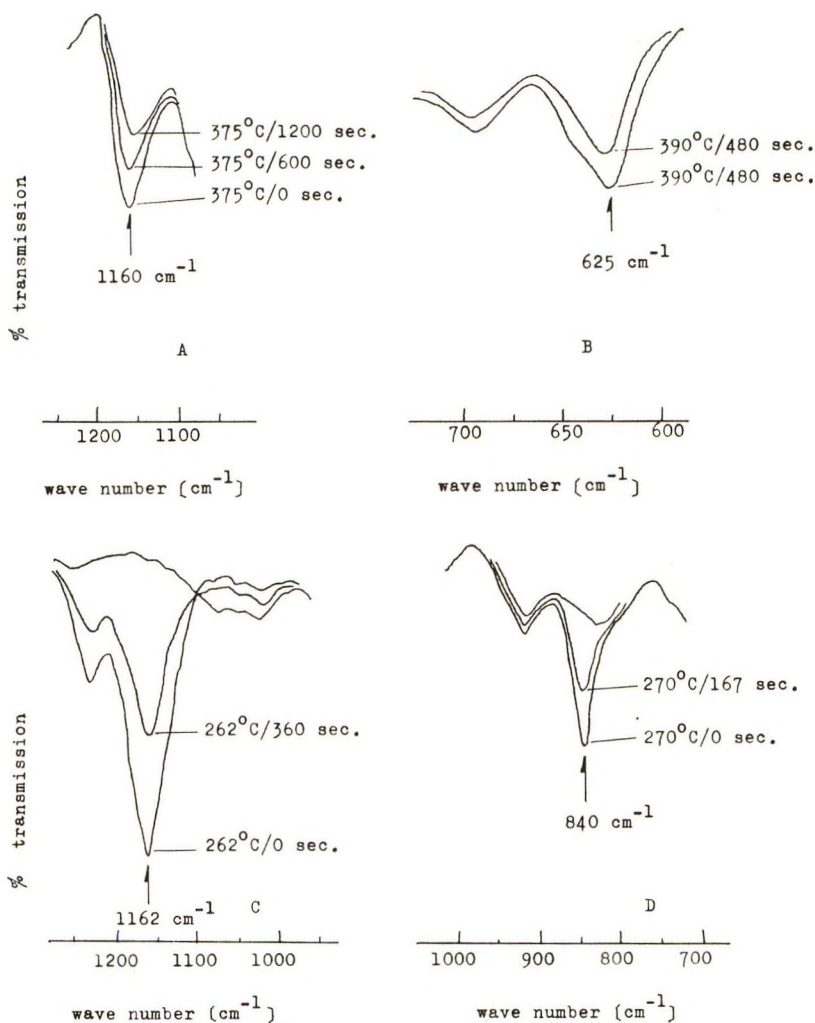 375°C/1200 sec.
375°C/600 sec.
375°C/0 sec.
1160 cm-1
% transmission
A
1200 1100
wave number (cm-1)
390°C/480 sec.
390°C/480 sec.
625 cm-1
B
700 650 600
wave number (cm-1)
262°C/360 sec.
262°C/0 sec.
1162 cm-1
% transmission
C
1200 1100 1000
wave number (cm-1)
270°C/167 sec.
270°C/0 sec.
840 cm-1
D
1000 900 800 700
wave number (cm-1)